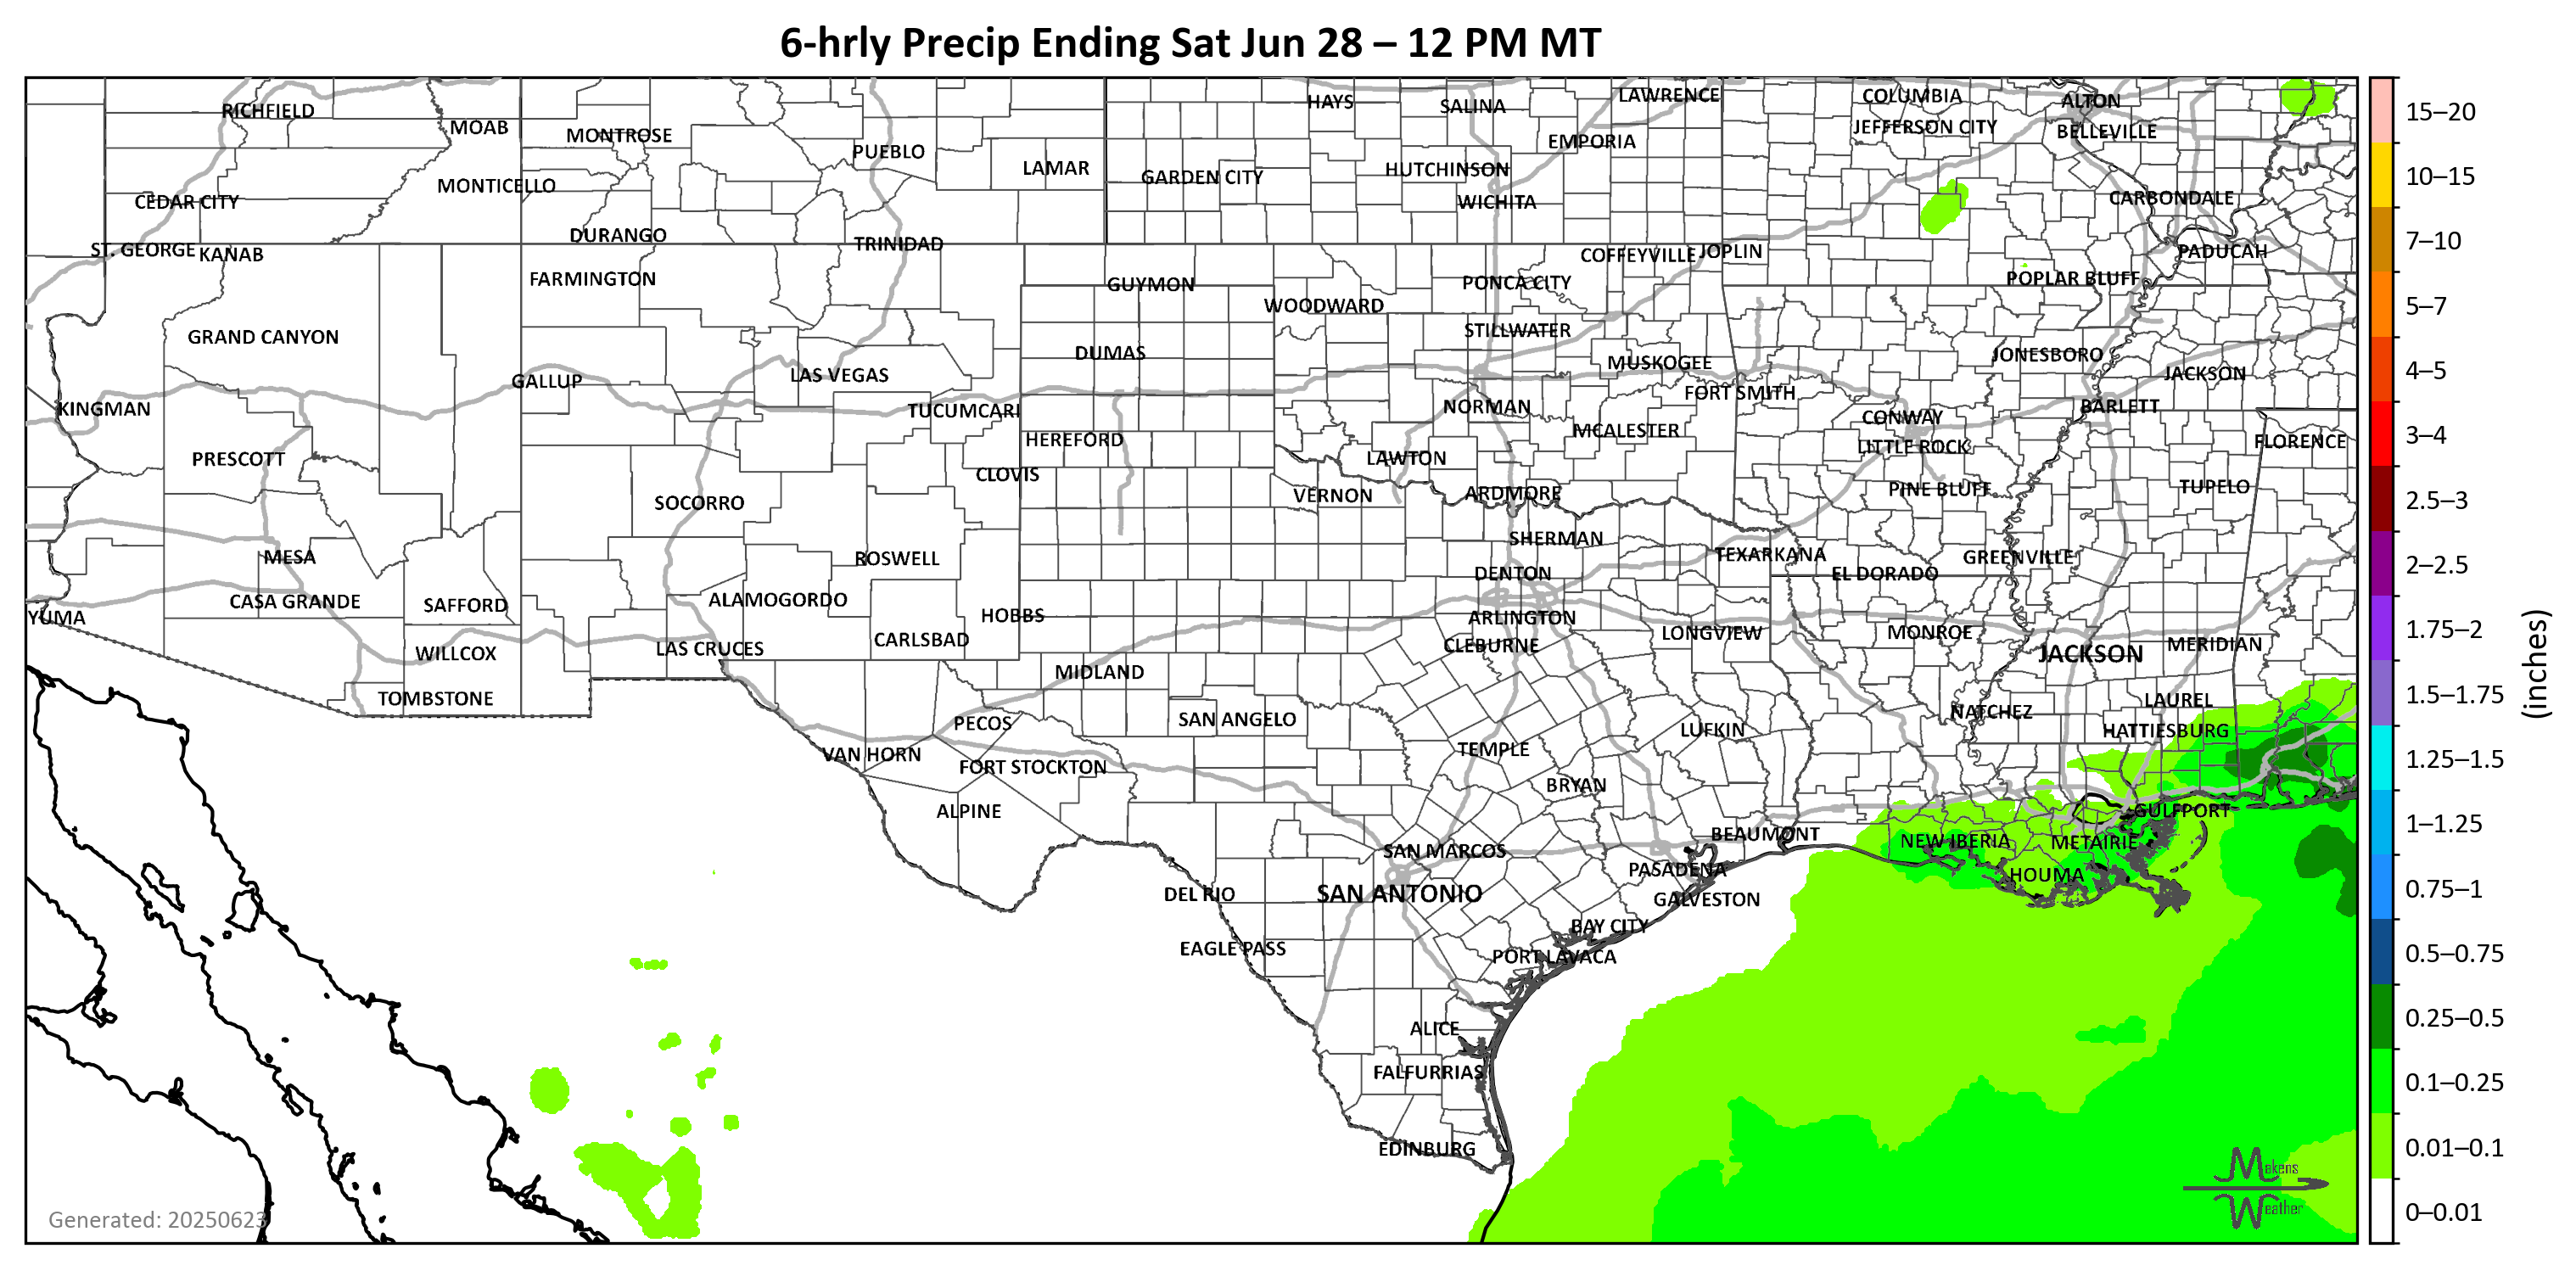 6-hrly Precip Ending Sat Jun 28 – 12 PM MT
RICHFIELD
MOAB
MONTROSE
PUEBLO
LAMAR
HAYS
SALINA
LAWRENCE
COLUMBIA
ALTON
JEFFERSON CITY
BELLEVILLE
EMPORIA
GARDEN CITY
HUTCHINSON
WICHITA
CEDAR CITY
MONTICELLO
CARBONDALE
ST. GEORGE
KANAB
DURANGO
TRINIDAD
COFFEYVILLE
JOPLIN
PADUCAH
FARMINGTON
GUYMON
WOODWARD
PONCA CITY
POPLAR BLUFF
GRAND CANYON
DUMAS
STILLWATER
JONESBORO
GALLUP
LAS VEGAS
MUSKOGEE
JACKSON
KINGMAN
TUCUMCARI
NORMAN
FORT SMITH
CONWAY
BARLETT
HEREFORD
MCALESTER
LITTLE ROCK
FLORENCE
PRESCOTT
CLOVIS
LAWTON
SOCORRO
VERNON
ARDMORE
PINE BLUFF
TUPELO
MESA
ROSWELL
SHERMAN
TEXARKANA
GREENVILLE
DENTON
EL DORADO
CASA GRANDE
SAFFORD
ALAMOGORDO
HOBBS
ARLINGTON
YUMA
CARLSBAD
CLEBURNE
LONGVIEW
MONROE
MERIDIAN
WILLCOX
LAS CRUCES
MIDLAND
JACKSON
TOMBSTONE
PECOS
SAN ANGELO
NATCHEZ
LAUREL
VAN HORN
FORT STOCKTON
TEMPLE
LUFKIN
HATTIESBURG
ALPINE
BRYAN
GULFPORT
SAN MARCOS
BEAUMONT
NEW IBERIA
METAIRIE
DEL RIO
SAN ANTONIO
PASADENA
HOUMA
GALVESTON
EAGLE PASS
BAY CITY
PORT LAVACA
ALICE
FALFURRIAS
EDINBURG
Generated: 20250623
Mekens
Weather
15–20
10–15
7–10
5–7
4–5
3–4
2.5–3
2–2.5
1.75–2
1.5–1.75
1.25–1.5
1–1.25
0.75–1
0.5–0.75
0.25–0.5
0.1–0.25
0.01–0.1
0–0.01
(inches)